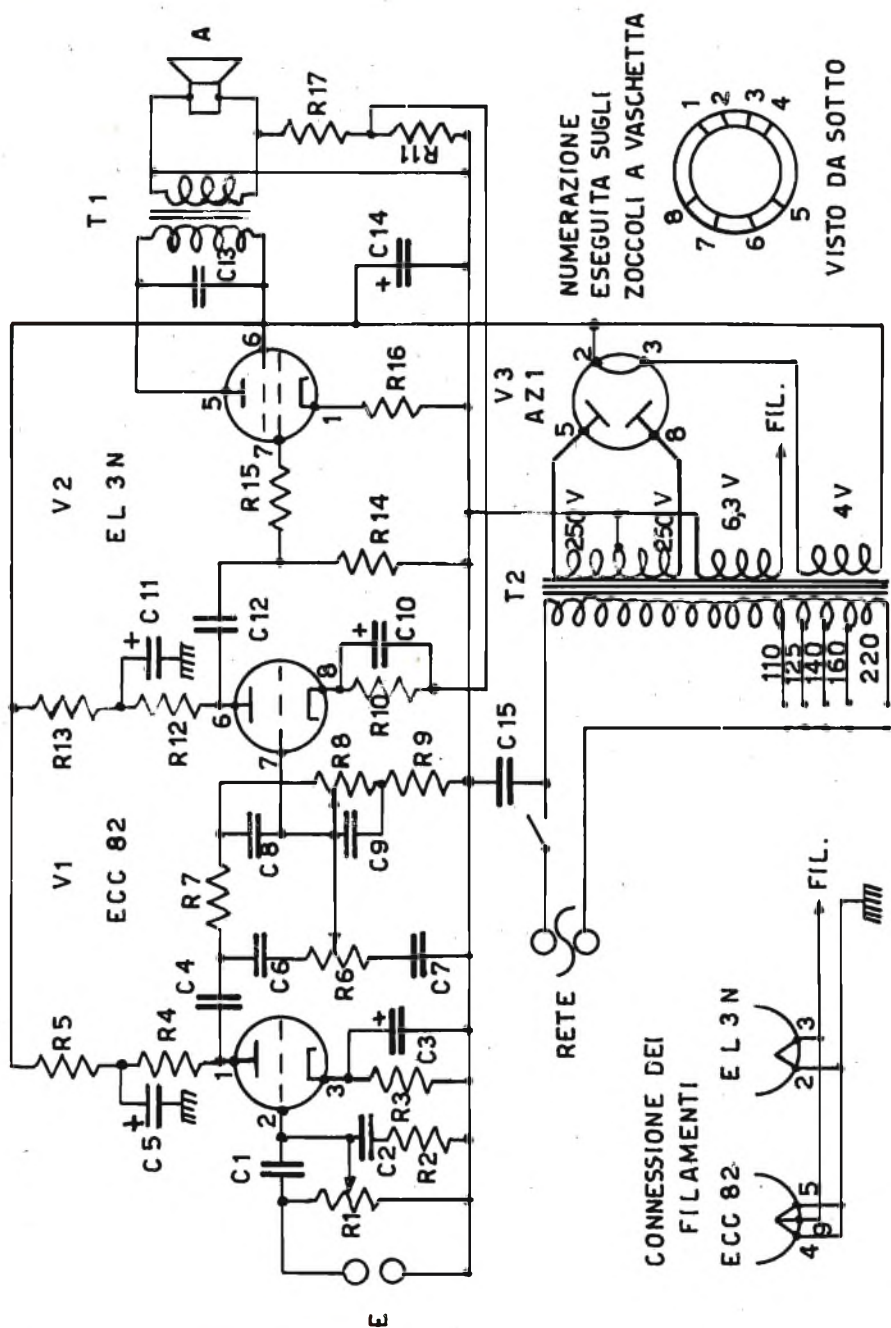 V1
ECC 82
V2
EL 3N
T1
A
R5
C5
R4
C4
R7
R13
R12
C11
C12
R15
C13
C14
R17
R11
E
C1
R1
C2
R2
R3
C3
C6
R6
C7
C8
C9
R8
R9
R10
C10
R14
R16
1
2
3
6
7
8
5
6
7
1
+
+
+
+
+
C15
RETE
T2
250 V
250 V
6,3 V
4V
FIL.
110
125
140
160
220
V3
AZ1
5
8
2
3
NUMERAZIONE
ESEGUITA SUGLI
ZOCCOLI A VASCHETTA
1
2
3
4
5
6
7
8
VISTO DA SOTTO
CONNESSIONE DEI
FILAMENTI
ECC 82
EL 3N
4
9
5
2
3
FIL.